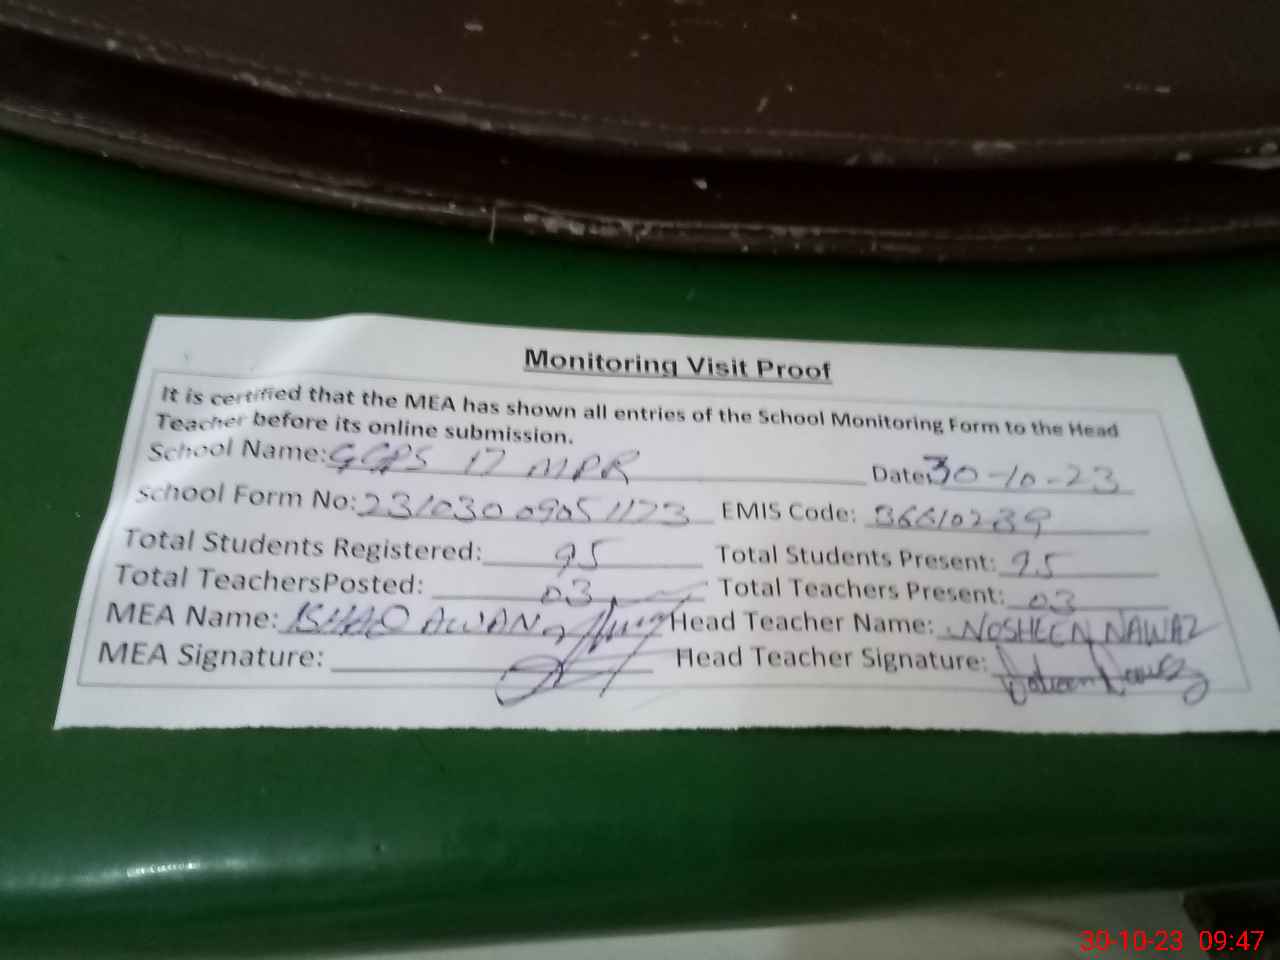 Monitoring Visit Proof
It is certified that the MEA has shown all entries of the School Monitoring Form to the Head
Teacher before its online submission.
School Name: GGPS 17 MPR Date: 30-10-23
School Form No: 23103009051173 EMIS Code: 36610289
Total Students Registered: 95 Total Students Present: 95
Total TeachersPosted: 03 Total Teachers Present: 03
MEA Name: ISHAQ AWAN Head Teacher Name: NOSHEEN NAWAZ
MEA Signature: Head Teacher Signature:
30-10-23 09:47